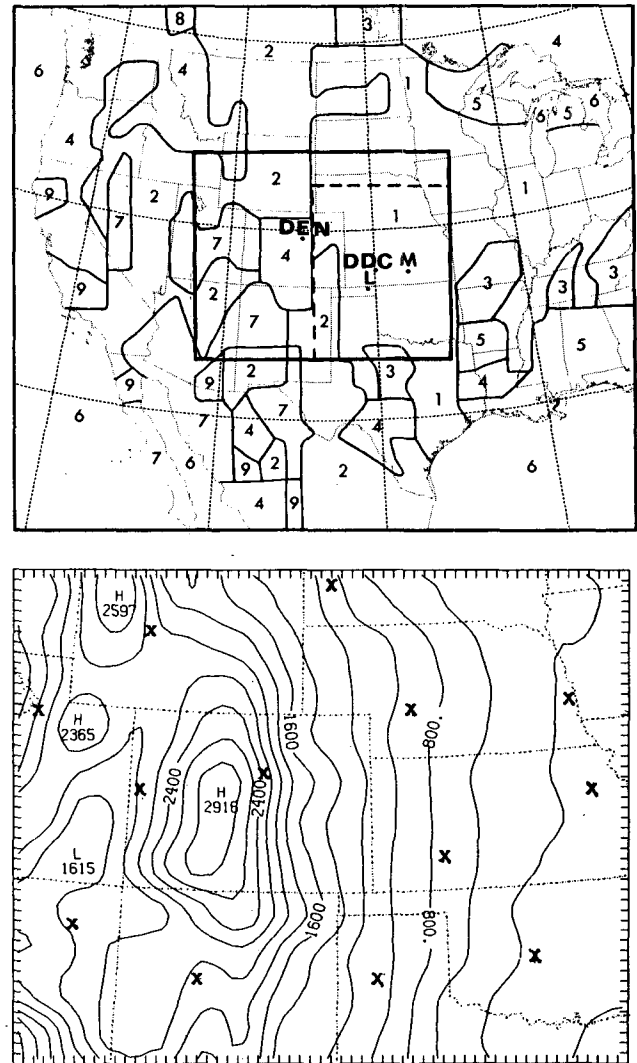 8 3
6 4 2 4
1 5 6 5 6
4
9 2 2 1 1
7 DEN
7 4 DDC M
9 2 L 3 3 3
7 2 5 5
9 2 3 4
9 7 1
6 7 4 4
7 6 9 2 2 6
4 9
H
2597
H
2365
1600
800.
H
2918
2400
2400
L
1615
1600
800.
X
X
X
X
X
X
X
X
X
X
X
X
X